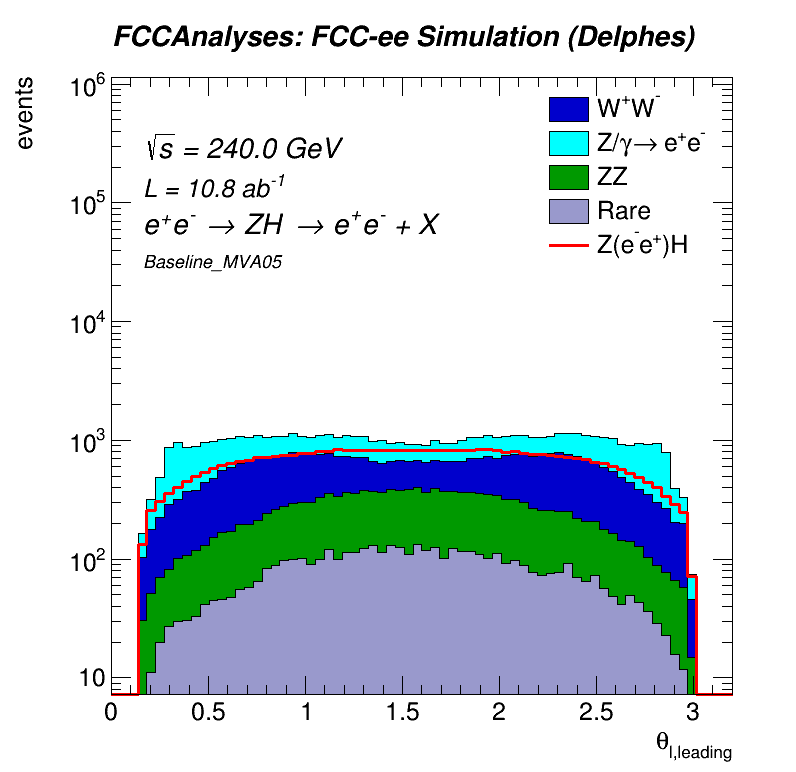 FCCAnalyses: FCC-ee Simulation (Delphes)
events
10⁶
10⁵
10⁴
10³
10²
10
√s = 240.0 GeV
L = 10.8 ab⁻¹
e⁺e⁻ → ZH → e⁺e⁻ + X
Baseline_MVA05
W⁺W⁻
Z/γ→ e⁺e⁻
ZZ
Rare
Z(e⁻e⁺)H
0 0.5 1 1.5 2 2.5 3
θl,leading